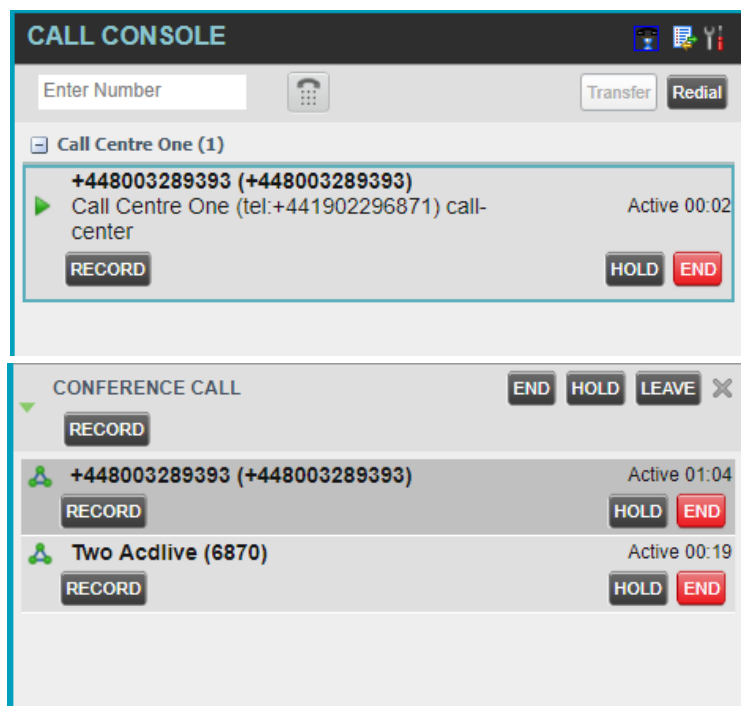 CALL CONSOLE
Enter Number
Transfer
Redial
Call Centre One (1)
+448003289393 (+448003289393)
Call Centre One (tel:+441902296871) call-
center
Active 00:02
RECORD
HOLD
END
CONFERENCE CALL
END
HOLD
LEAVE
RECORD
+448003289393 (+448003289393)
Active 01:04
RECORD
HOLD
END
Two Acdlive (6870)
Active 00:19
RECORD
HOLD
END